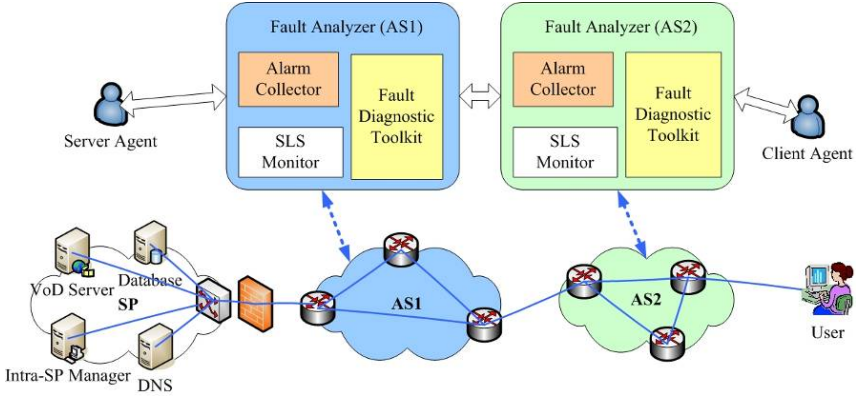 Fault Analyzer (AS1)
Alarm
Collector
Fault
Diagnostic
Toolkit
SLS
Monitor
Fault Analyzer (AS2)
Alarm
Collector
Fault
Diagnostic
Toolkit
SLS
Monitor
Server Agent
Client Agent
VoD Server
Database
SP
Intra-SP Manager
DNS
AS1
AS2
User